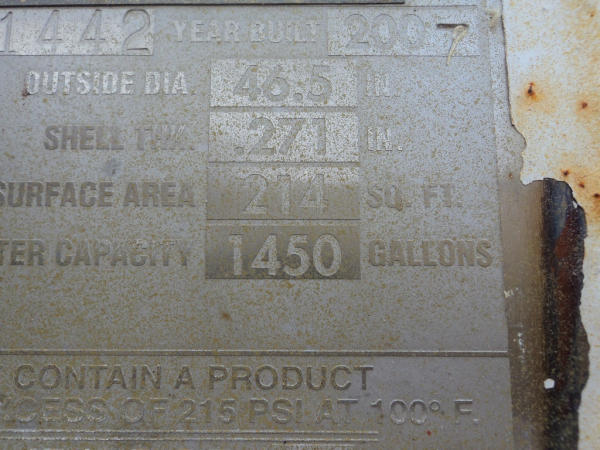 1442 YEAR BUILT 2007
OUTSIDE DIA. 46.5 IN.
SHELL THK. .271 IN.
SURFACE AREA 214 SQ. FT.
TER CAPACITY 1450 GALLONS
CONTAIN A PRODUCT
XCESS OF 215 PSI AT 100° F.